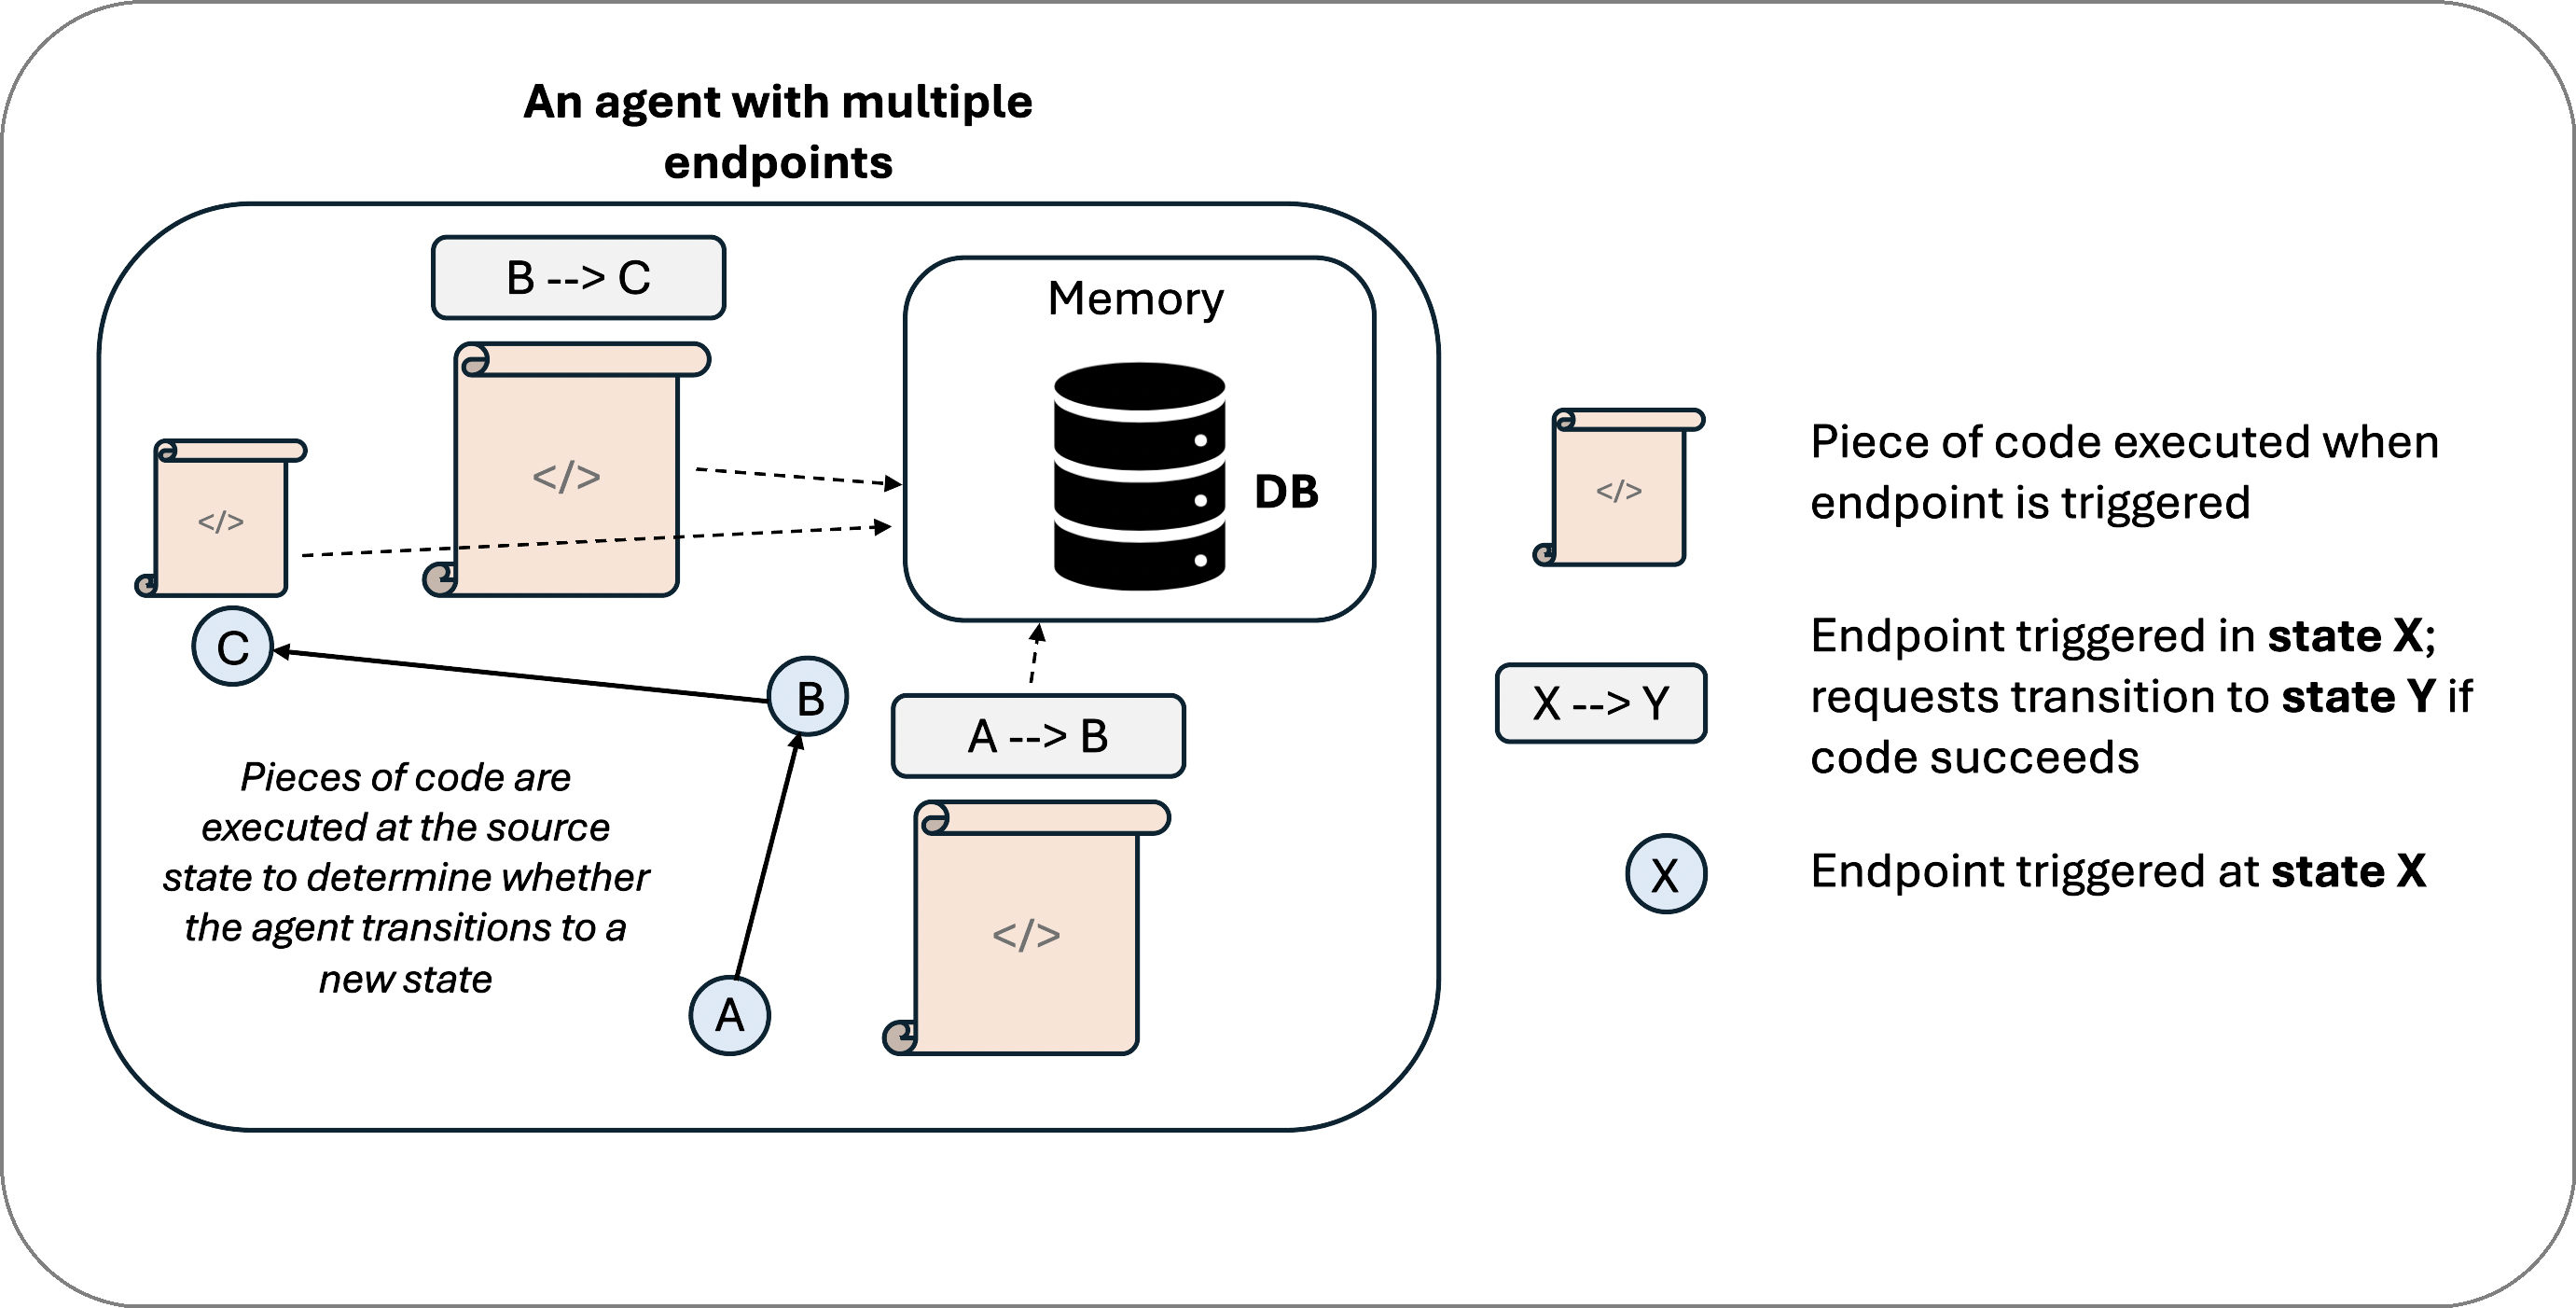 An agent with multiple
endpoints
B --> C
Memory
</>
</>
DB
C
B
A --> B
Pieces of code are
executed at the source
state to determine whether
the agent transitions to a
new state
</>
A
</>
Piece of code executed when
endpoint is triggered
X --> Y
Endpoint triggered in state X;
requests transition to state Y if
code succeeds
X
Endpoint triggered at state X